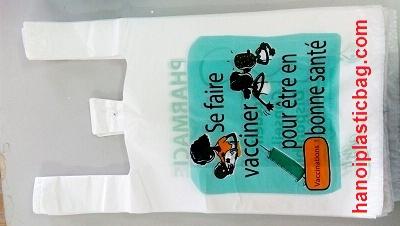 Se faire
vacciner
pour être en
bonne santé
Vaccinations !
PHARMACIE
hanoiplasticbag.com